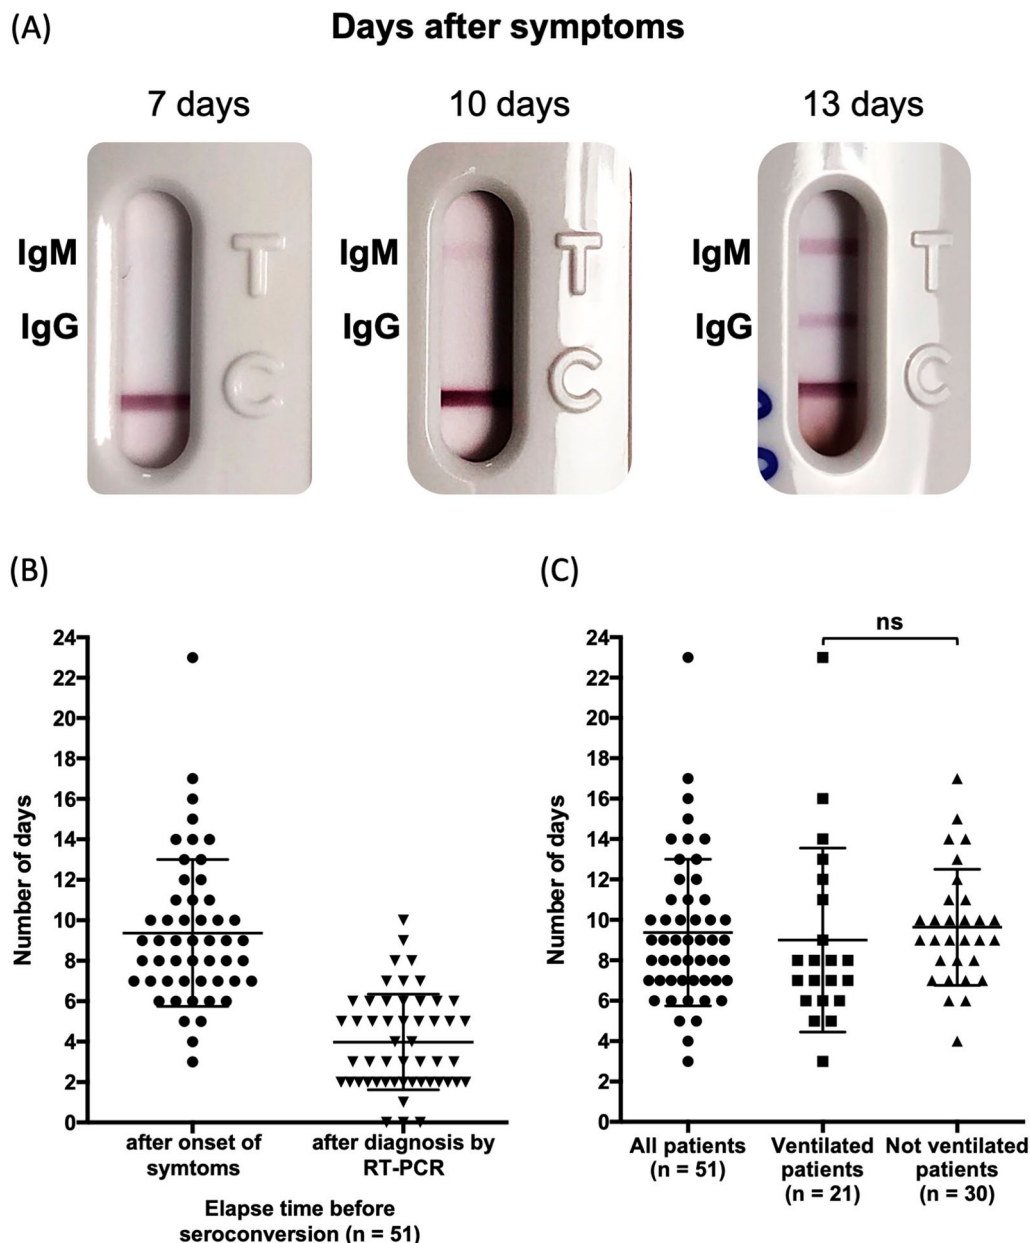 (A)
Days after symptoms
7 days
10 days
13 days
IgM
IgG
T
C
IgM
IgG
T
C
IgM
IgG
T
C
(B)
Number of days
24
22
20
18
16
14
12
10
8
6
4
2
0
after onset of
symtoms
after diagnosis by
RT-PCR
Elapse time before
seroconversion (n = 51)
(C)
ns
Number of days
24
22
20
18
16
14
12
10
8
6
4
2
0
All patients
(n = 51)
Ventilated
patients
(n = 21)
Not ventilated
patients
(n = 30)